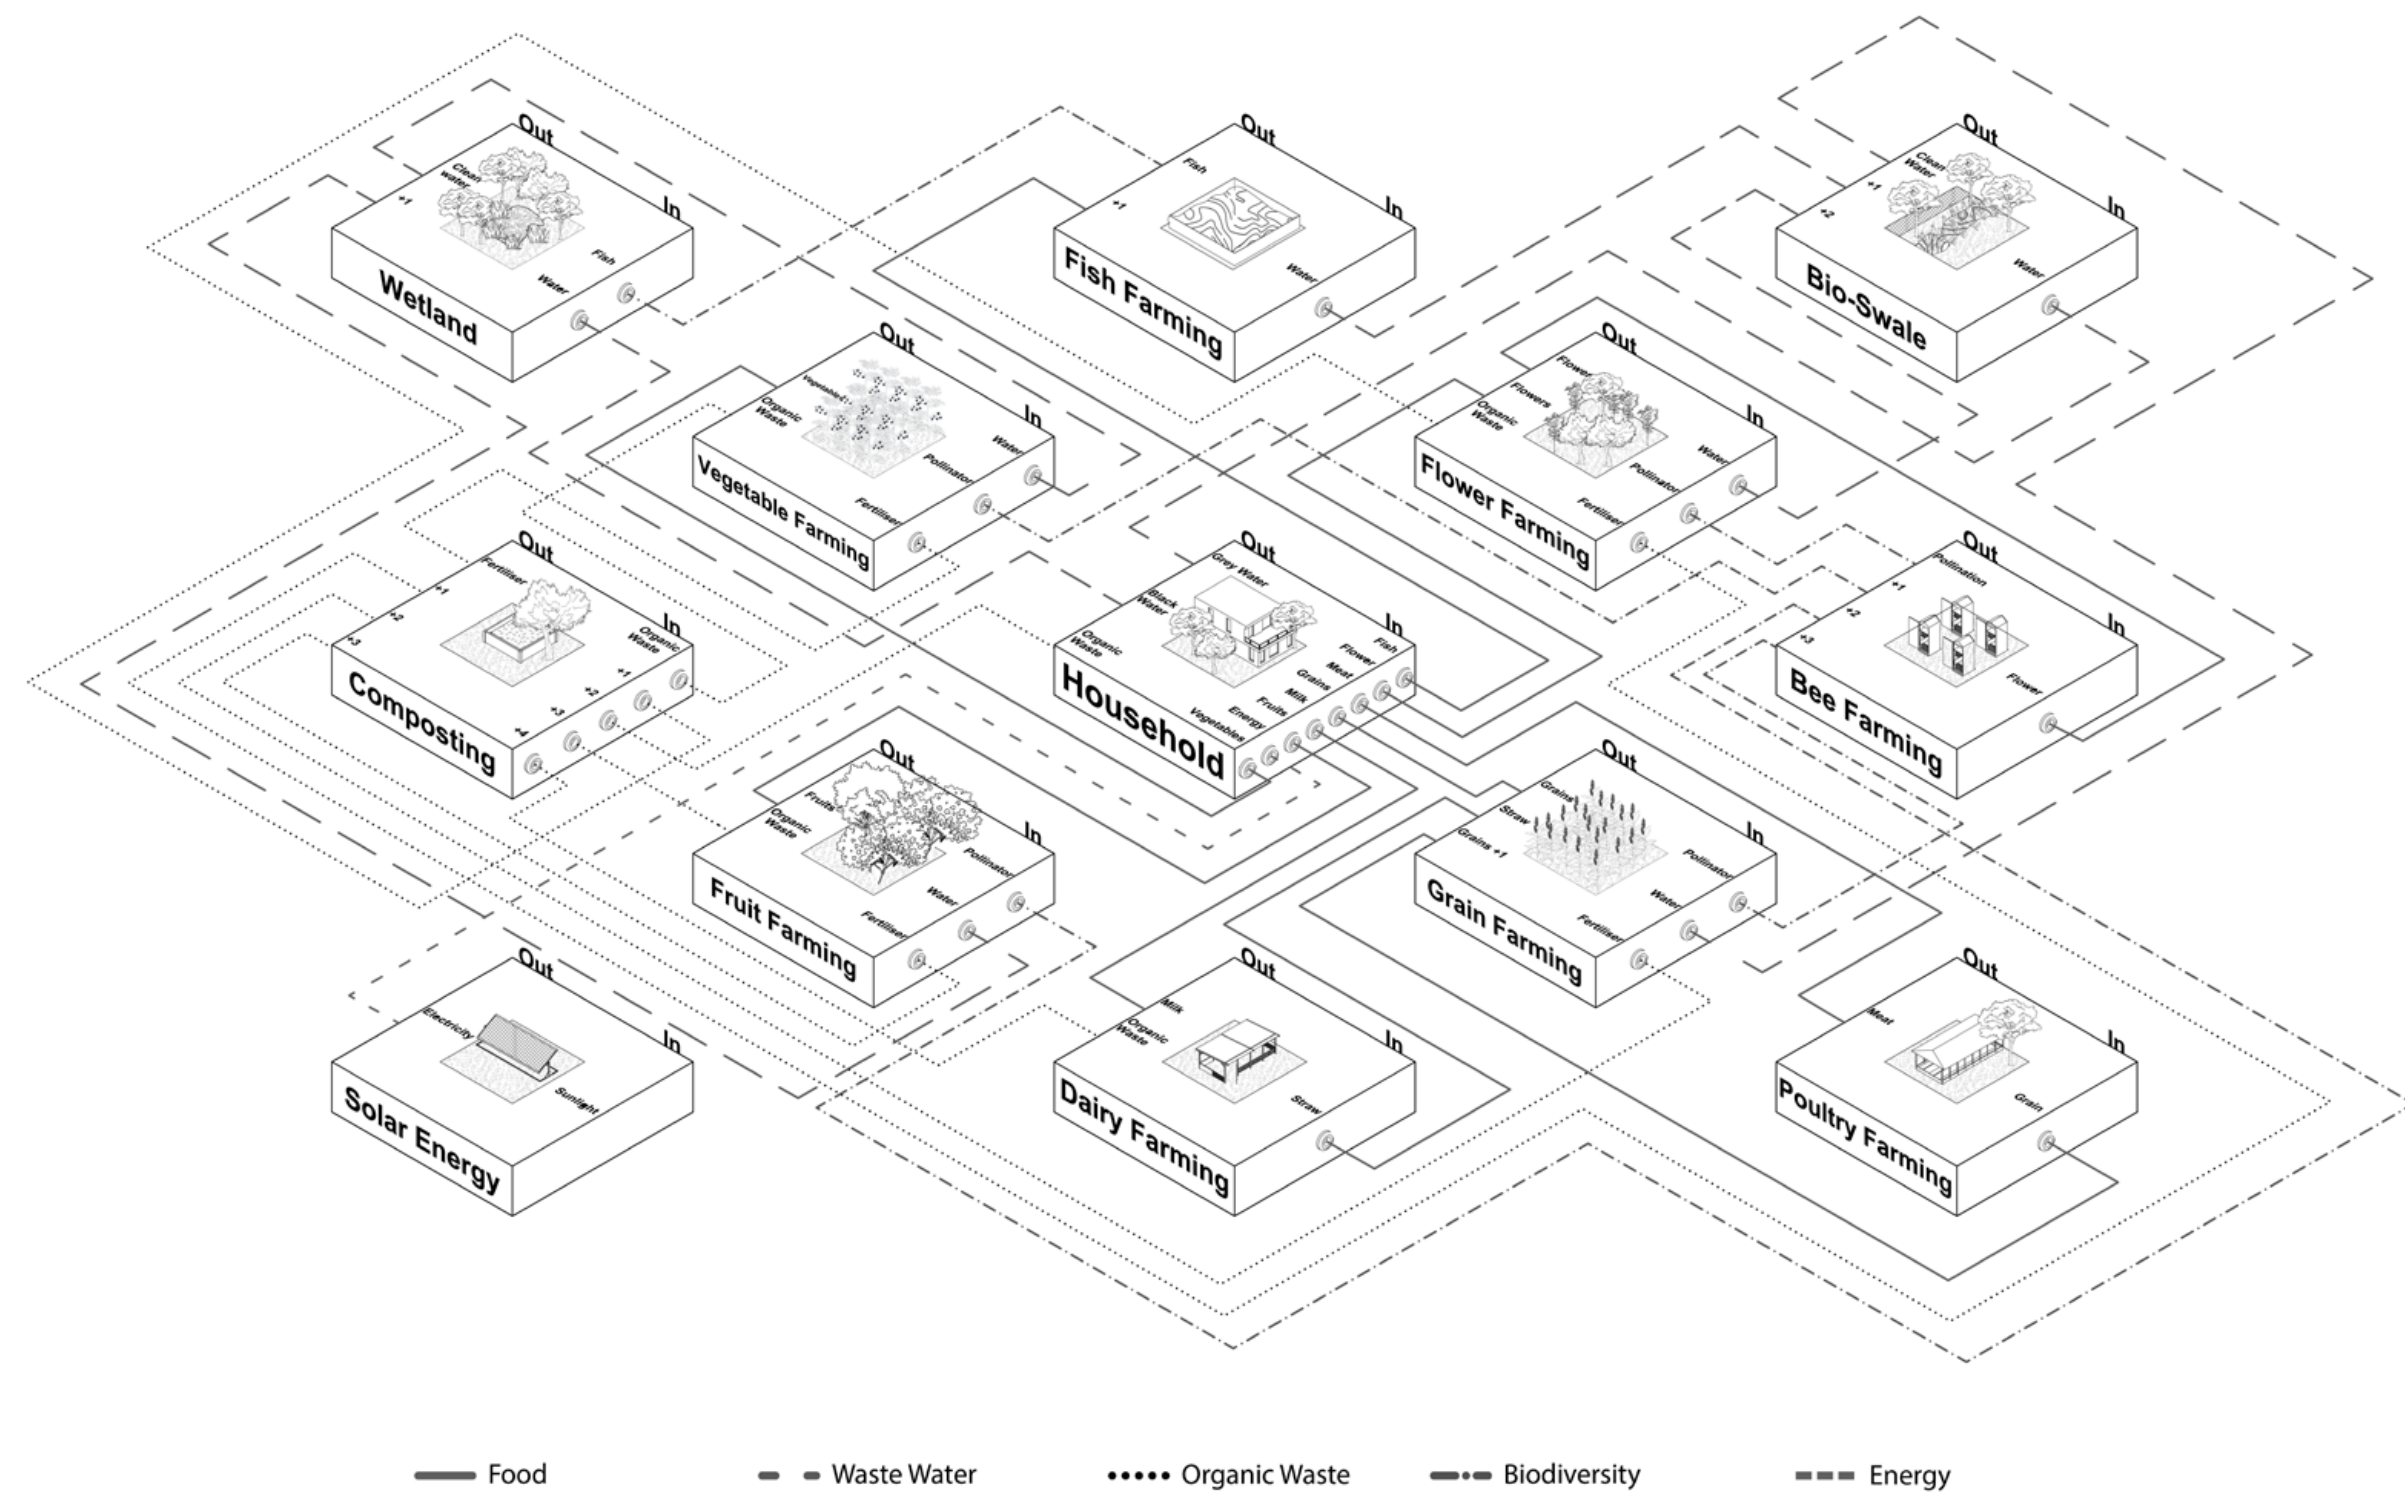 Out
Clean
water
+1
In
Fish
Water
Wetland
Out
Fish
+1
In
Water
Fish Farming
Out
Clean
Water
+1
+2
In
Water
Bio-Swale
Out
Vegetables
Organic
Waste
In
Water
Pollinator
Fertiliser
Vegetable Farming
Out
Flower
Flowers
Organic
Waste
In
Water
Pollinator
Fertiliser
Flower Farming
Out
Fertiliser
+1
+2
+3
In
Organic
Waste
+1
+2
+3
+4
Composting
Out
Grey Water
Black
Water
Organic
Waste
In
Fish
Flower
Meat
Grains
Milk
Fruits
Energy
Vegetables
Household
Out
Pollination
+1
+2
+3
In
Flower
Bee Farming
Out
Fruits
Organic
Waste
In
Pollinator
Water
Fertiliser
Fruit Farming
Out
Grains
Straw
Grains +1
In
Pollinator
Water
Fertiliser
Grain Farming
Out
Electricity
In
Sunlight
Solar Energy
Out
Milk
Organic
Waste
In
Straw
Dairy Farming
Out
Meat
In
Grain
Poultry Farming
Food
Waste Water
Organic Waste
Biodiversity
Energy